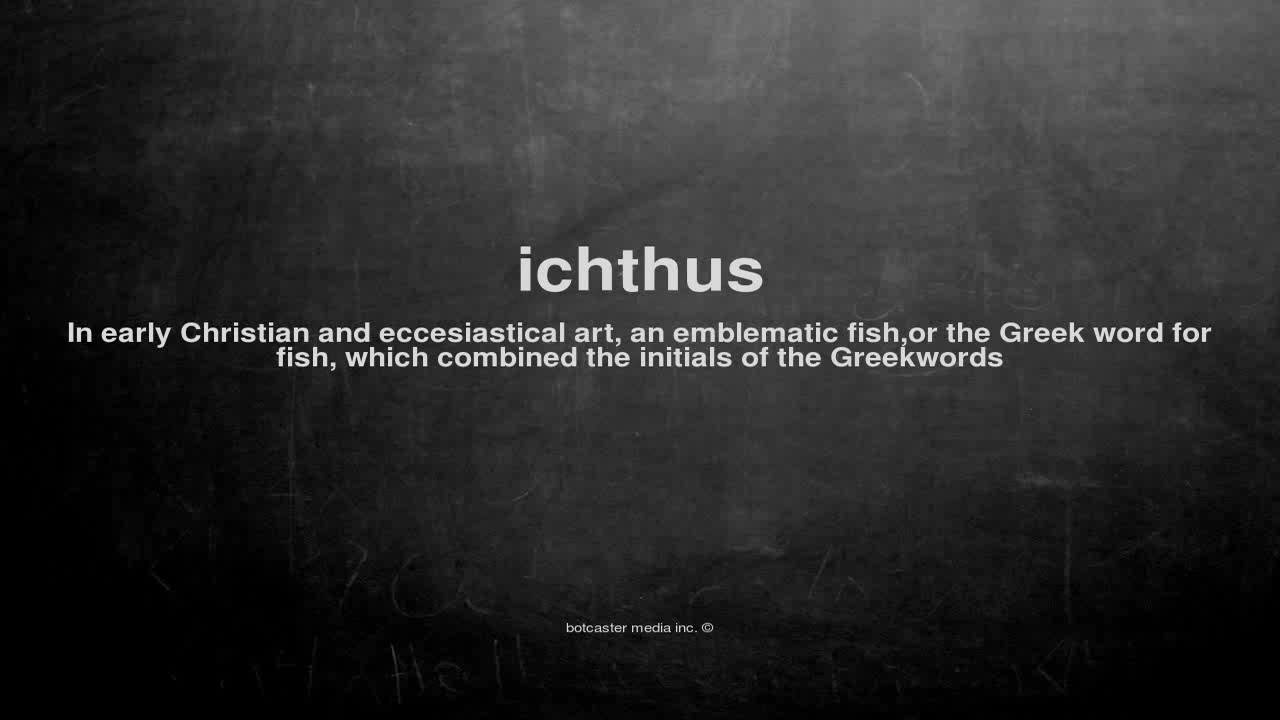 ichthus
In early Christian and eccesiastical art, an emblematic fish,or the Greek word for
fish, which combined the initials of the Greekwords
botcaster media inc. ©